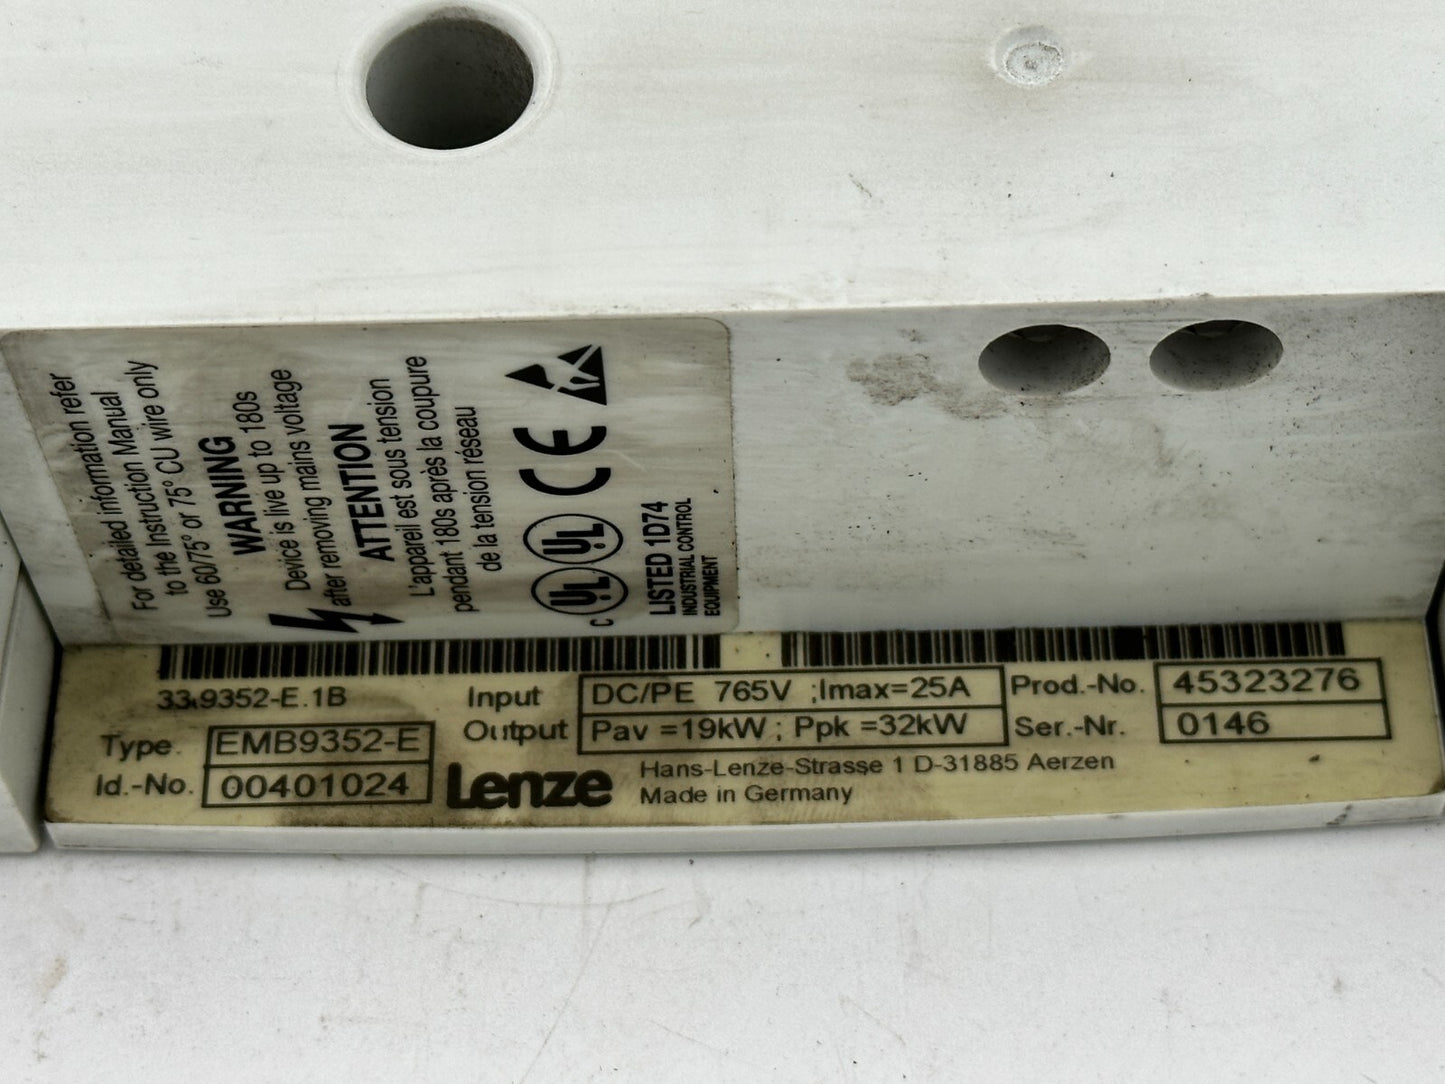 For detailed information refer
to the Instruction Manual
Use 60/75° or 75° CU wire only
WARNING
Device is live up to 180s
after removing mains voltage
ATTENTION
L'appareil est sous tension
pendant 180s après la coupure
de la tension réseau
C UL UL CE
LISTED 1D74
INDUSTRIAL CONTROL
EQUIPMENT
339352-E.1B
Type. EMB9352-E
Id.-No. 00401024
Input DC/PE 765V ;Imax=25A
Output Pav =19kW ; Ppk =32kW
Prod.-No. 45323276
Ser.-Nr. 0146
Lenze
Hans-Lenze-Strasse 1 D-31885 Aerzen
Made in Germany